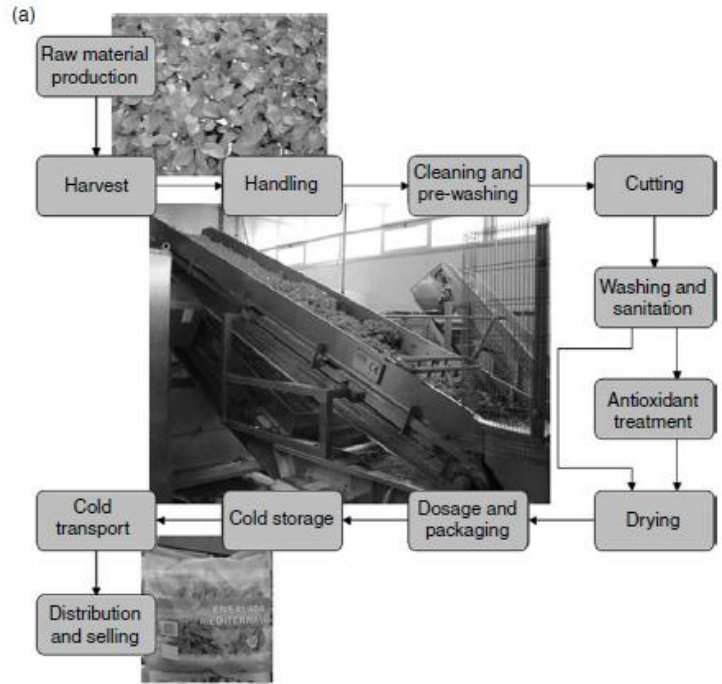 (a)
Raw material
production
Harvest
Handling
Cleaning and
pre-washing
Cutting
Washing and
sanitation
Antioxidant
treatment
Drying
Dosage and
packaging
Cold storage
Cold
transport
Distribution
and selling
ENSALADA